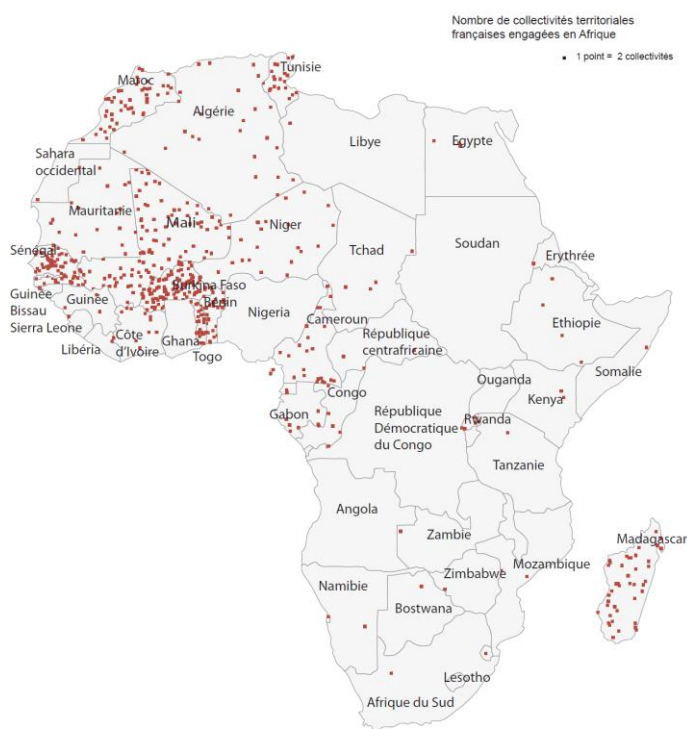 Nombre de collectivités territoriales
françaises engagées en Afrique
1 point = 2 collectivités
Maroc
Tunisie
Algérie
Libye
Egypte
Sahara
occidental
Mauritanie
Mali
Niger
Tchad
Soudan
Erythrée
Sénégal
Burkina Faso
Guinée
Bissau
Guinée
Bénin
Nigeria
Cameroun
Ethiopie
Sierra Leone
Libéria
Côte
d'Ivoire
Ghana
Togo
République
centrafricaine
Somalie
Ouganda
Kenya
Gabon
Congo
République
Démocratique
du Congo
Rwanda
Tanzanie
Angola
Zambie
Madagascar
Mozambique
Zimbabwe
Namibie
Bostwana
Lesotho
Afrique du Sud